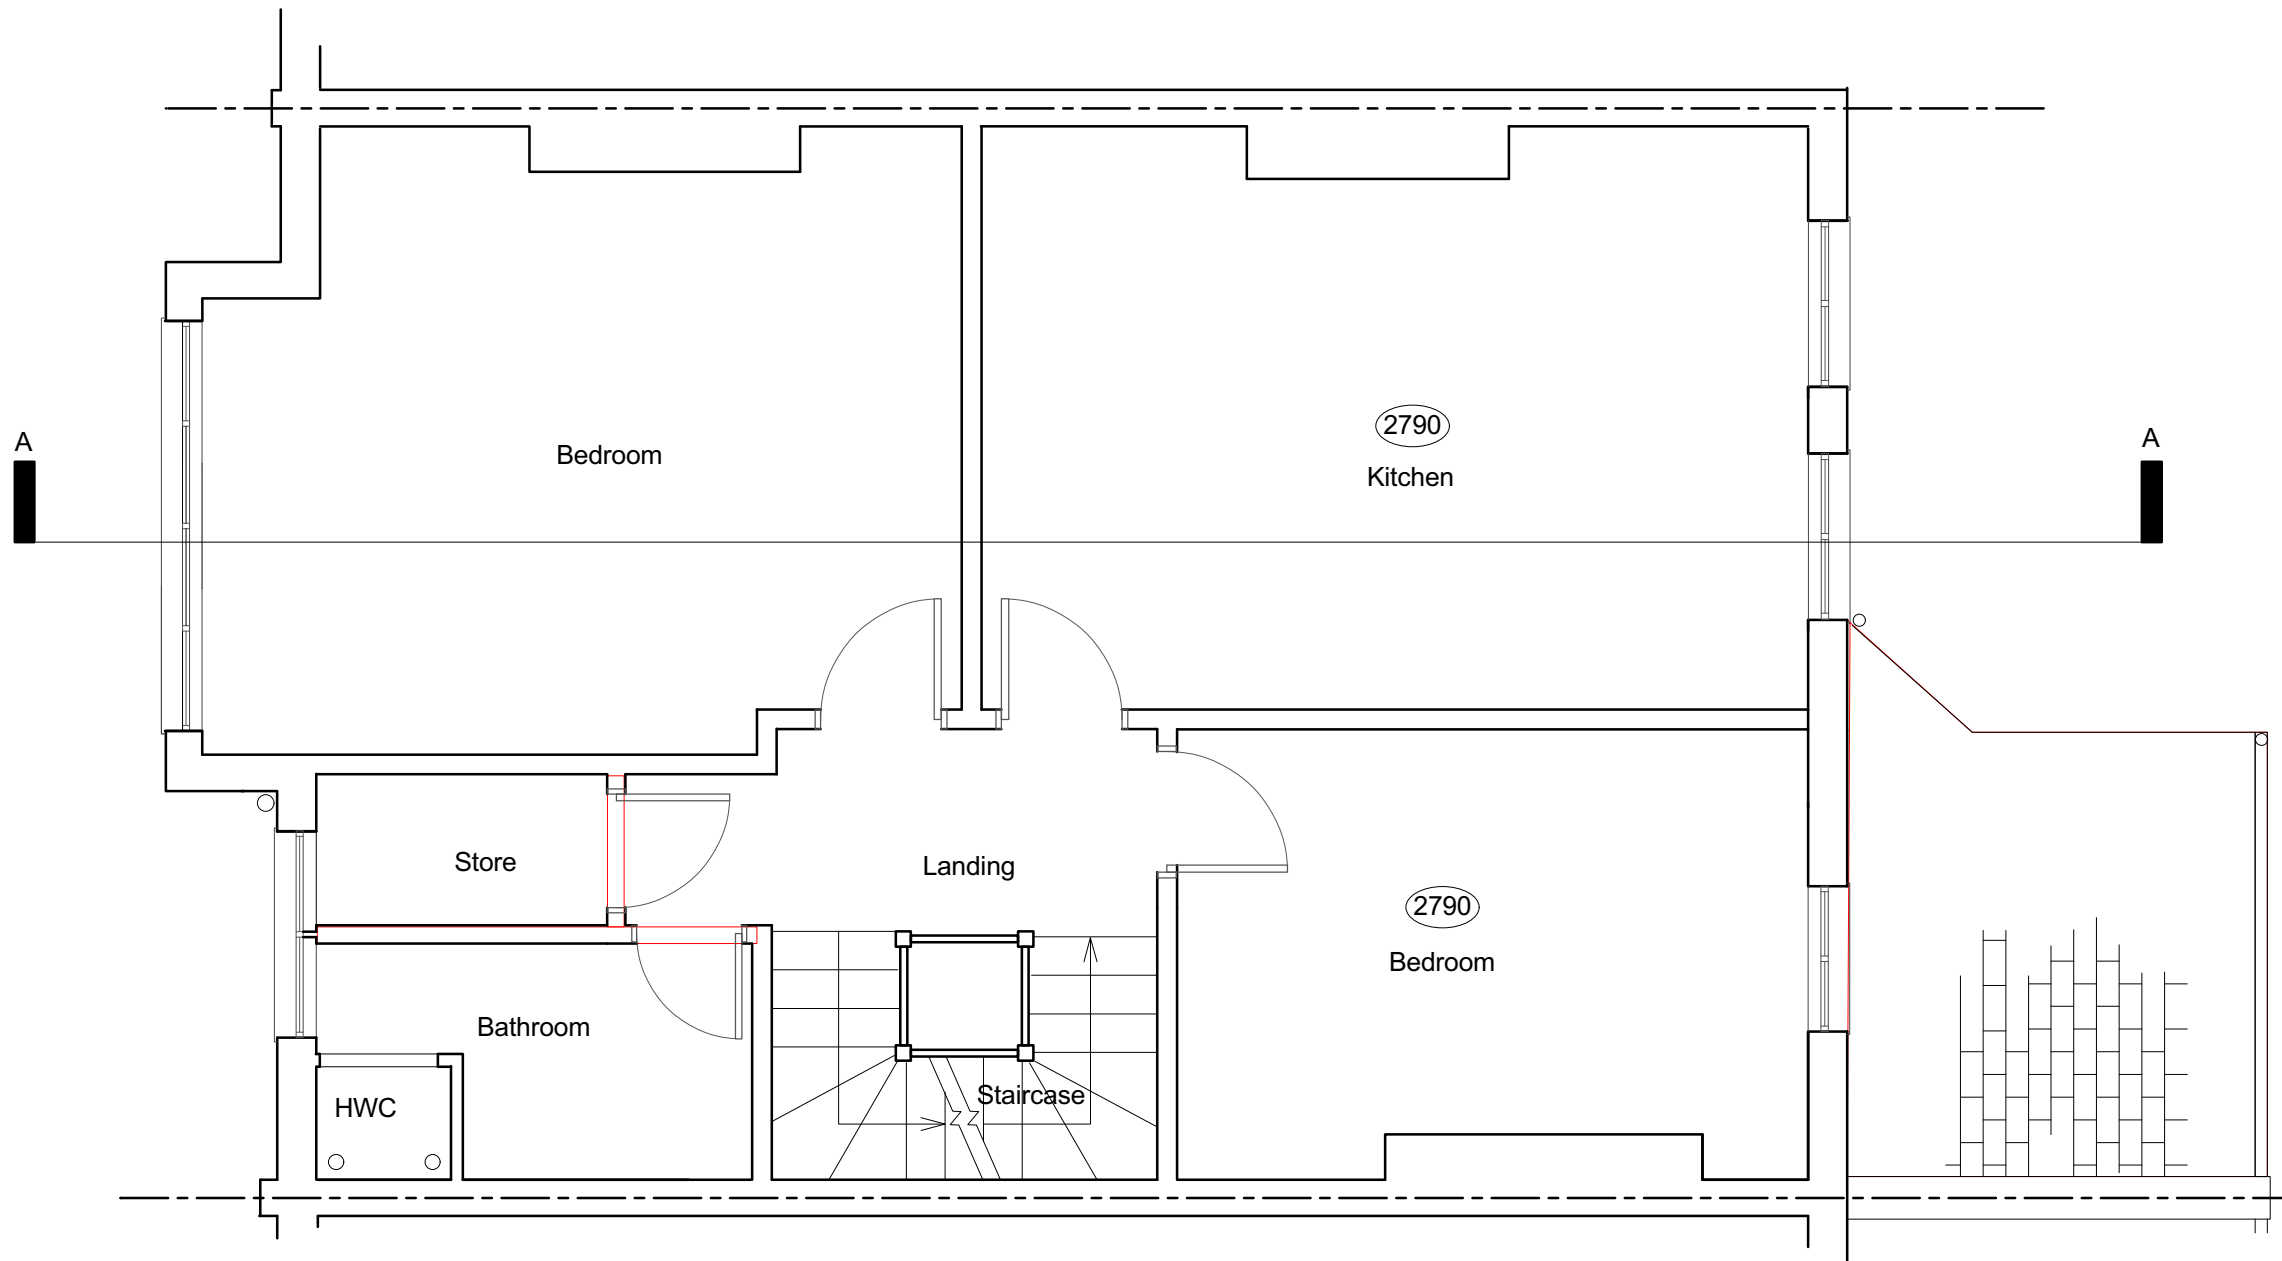 2790
A
A
Bedroom
Kitchen
Store
Landing
2790
Bedroom
Bathroom
Staircase
HWC